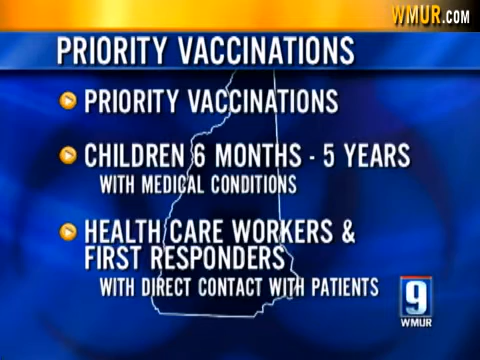 WMUR.COM
PRIORITY VACCINATIONS
PRIORITY VACCINATIONS
CHILDREN 6 MONTHS - 5 YEARS
WITH MEDICAL CONDITIONS
HEALTH CARE WORKERS &
FIRST RESPONDERS
WITH DIRECT CONTACT WITH PATIENTS
9
WMUR